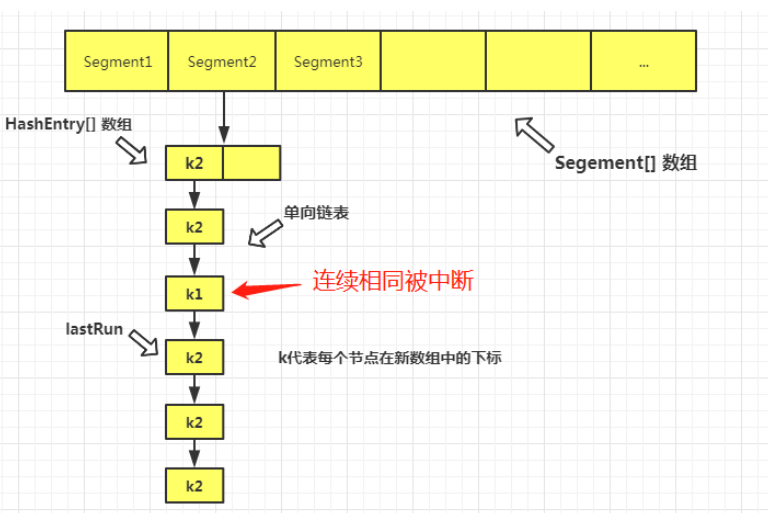 Segment1 Segment2 Segment3 ...
HashEntry[] 数组
Segement[] 数组
k2
单向链表
k2
连续相同被中断
k1
lastRun
k2
k代表每个节点在新数组中的下标
k2
k2